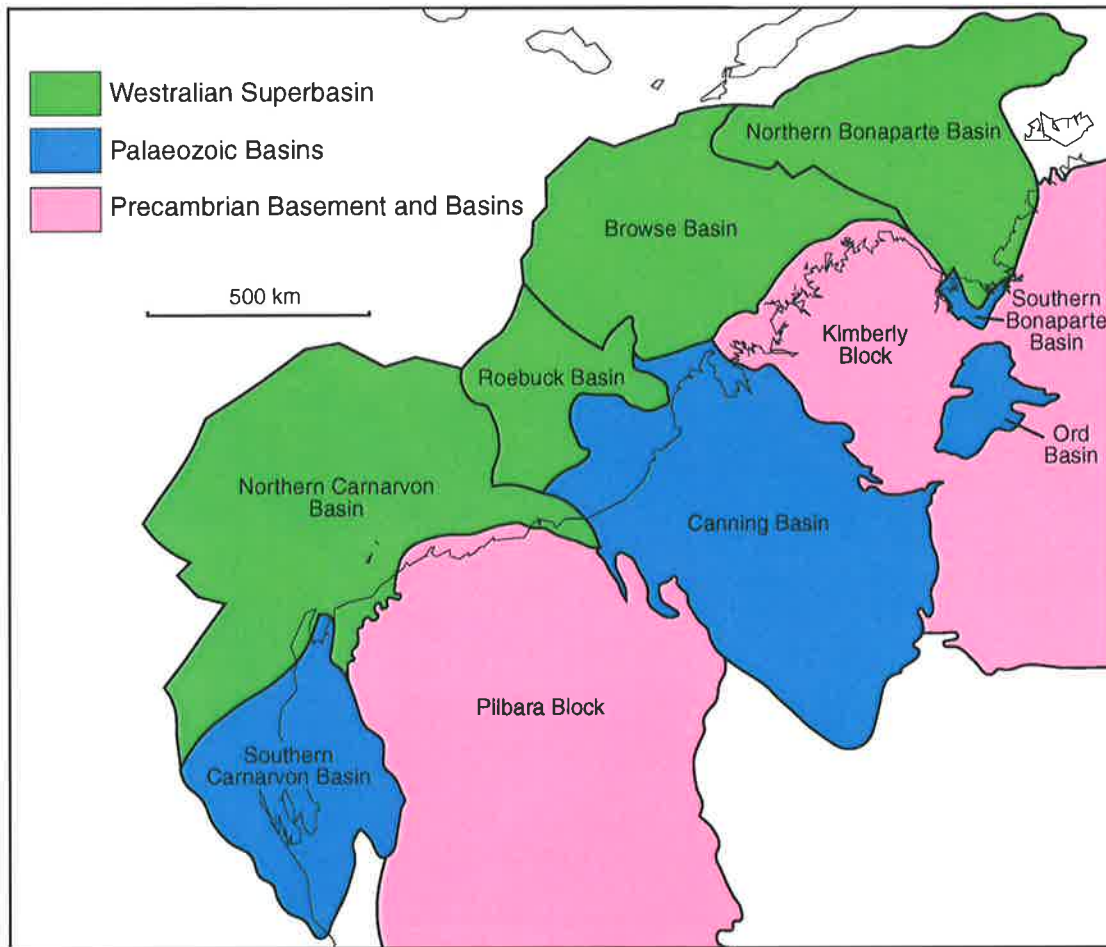 Westralian Superbasin
Palaeozoic Basins
Precambrian Basement and Basins
500 km
Northern Bonaparte Basin
Browse Basin
Southern
Bonaparte
Basin
Kimberly
Block
Roebuck Basin
Ord
Basin
Northern Carnarvon
Basin
Canning Basin
Pilbara Block
Southern
Carnarvon Basin